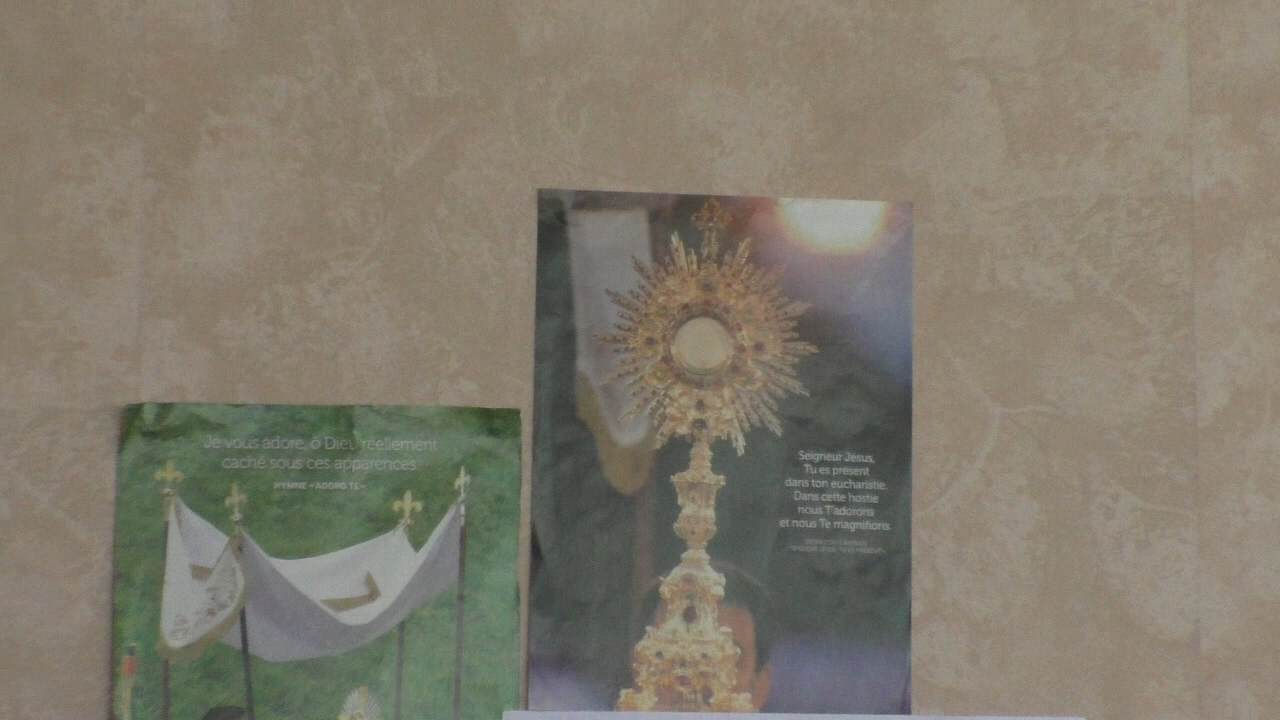 Je vous adore, ô Dieu réellement
caché sous ces apparences
HYMNE «ADORO TE».
Seigneur Jésus,
Tu es présent
dans ton eucharistie.
Dans cette hostie
nous T'adorons
et nous Te magnifions.